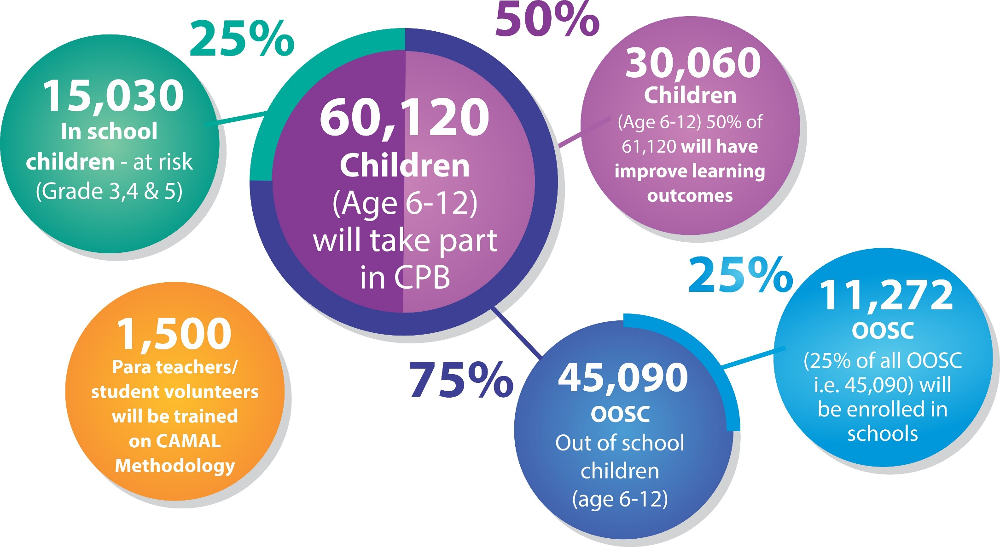 25%
15,030
In school
children - at risk
(Grade 3,4 & 5)
60,120
Children
(Age 6-12)
will take part
in CPB
50%
30,060
Children
(Age 6-12) 50% of
61,120 will have
improve learning
outcomes
1,500
Para teachers/
student volunteers
will be trained
on CAMAL
Methodology
75%
45,090
OOSC
Out of school
children
(age 6-12)
25%
11,272
OOSC
(25% of all OOSC
i.e. 45,090) will
be enrolled in
schools